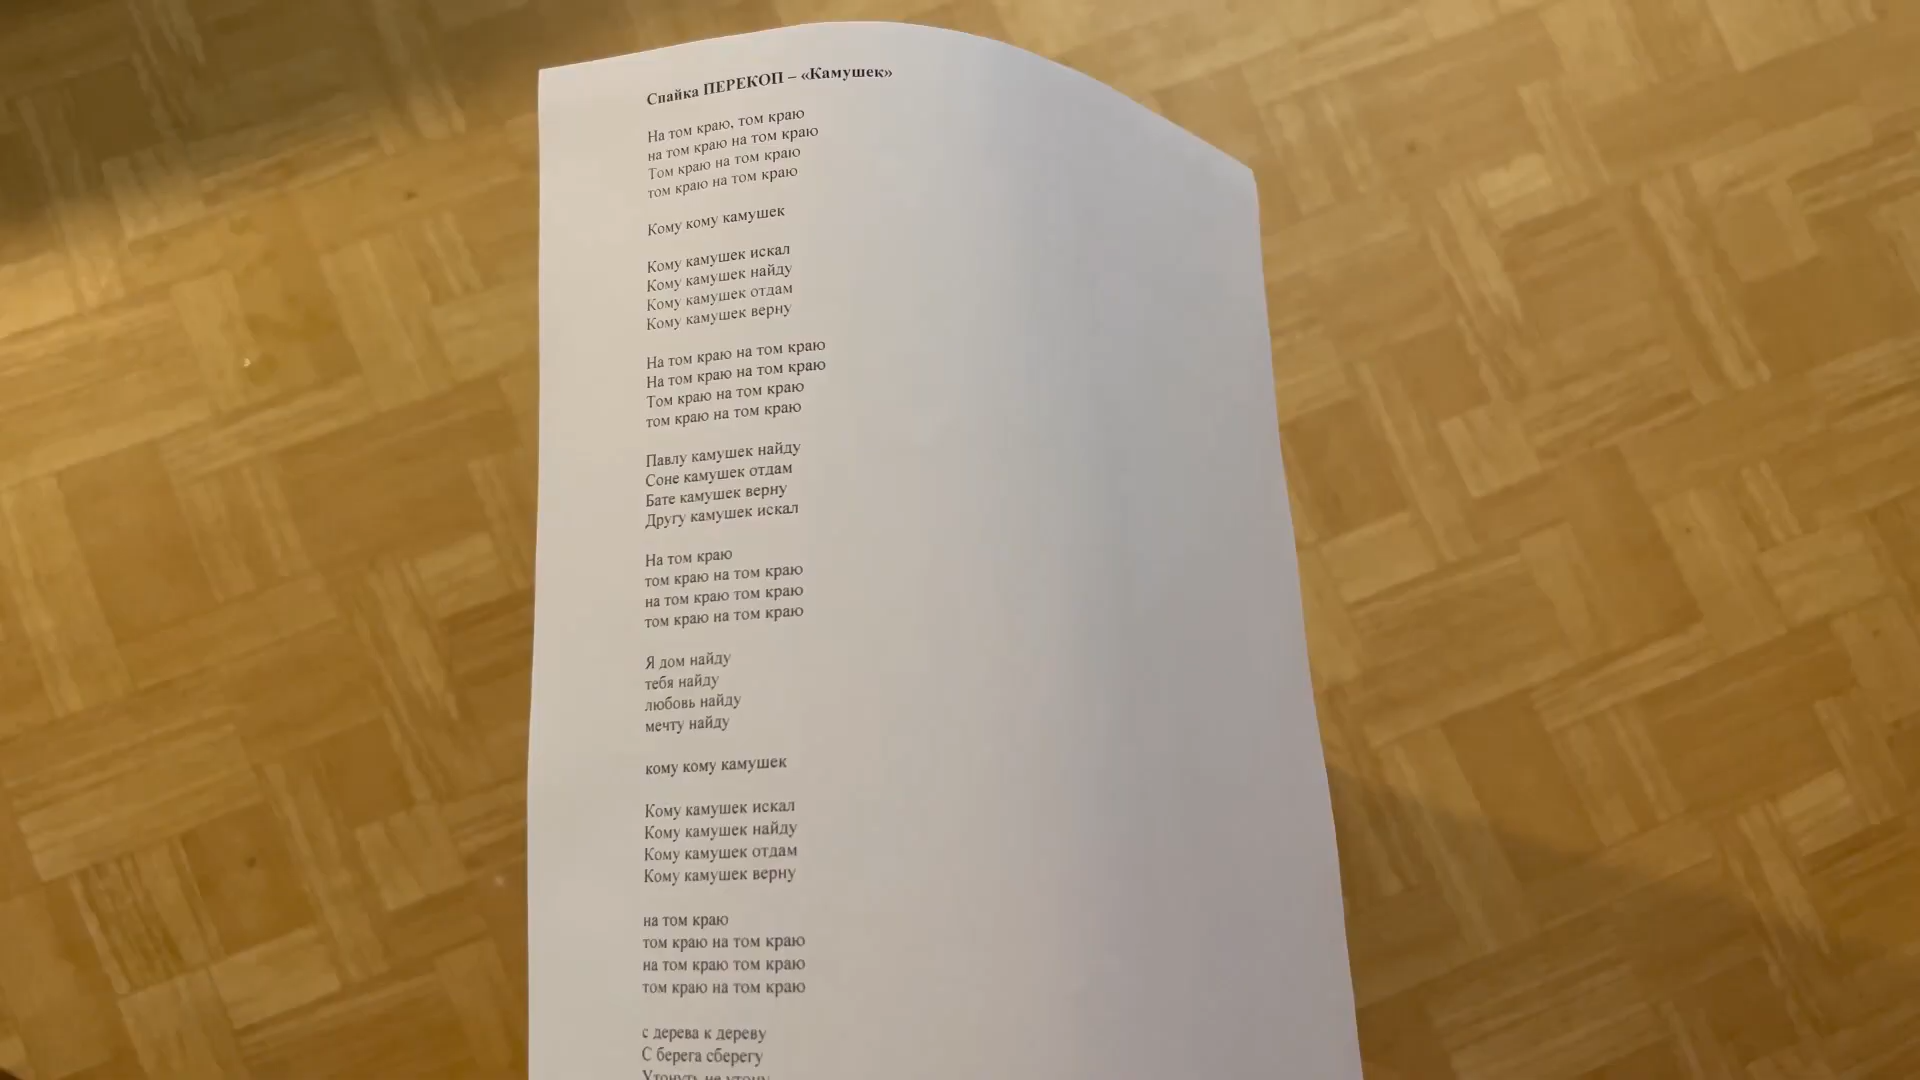 Спайка ПЕРЕКОП – «Камушек»
На том краю, том краю
на том краю на том краю
Том краю на том краю
том краю на том краю
Кому кому камушек
Кому камушек искал
Кому камушек найду
Кому камушек отдам
Кому камушек верну
На том краю на том краю
На том краю на том краю
Том краю на том краю
том краю на том краю
Павлу камушек найду
Соне камушек отдам
Бате камушек верну
Другу камушек искал
На том краю
том краю на том краю
на том краю том краю
том краю на том краю
Я дом найду
тебя найду
любовь найду
мечту найду
кому кому камушек
Кому камушек искал
Кому камушек найду
Кому камушек отдам
Кому камушек верну
на том краю
том краю на том краю
на том краю том краю
том краю на том краю
с дерева к дереву
С берега сберегу
Утонуть не утону